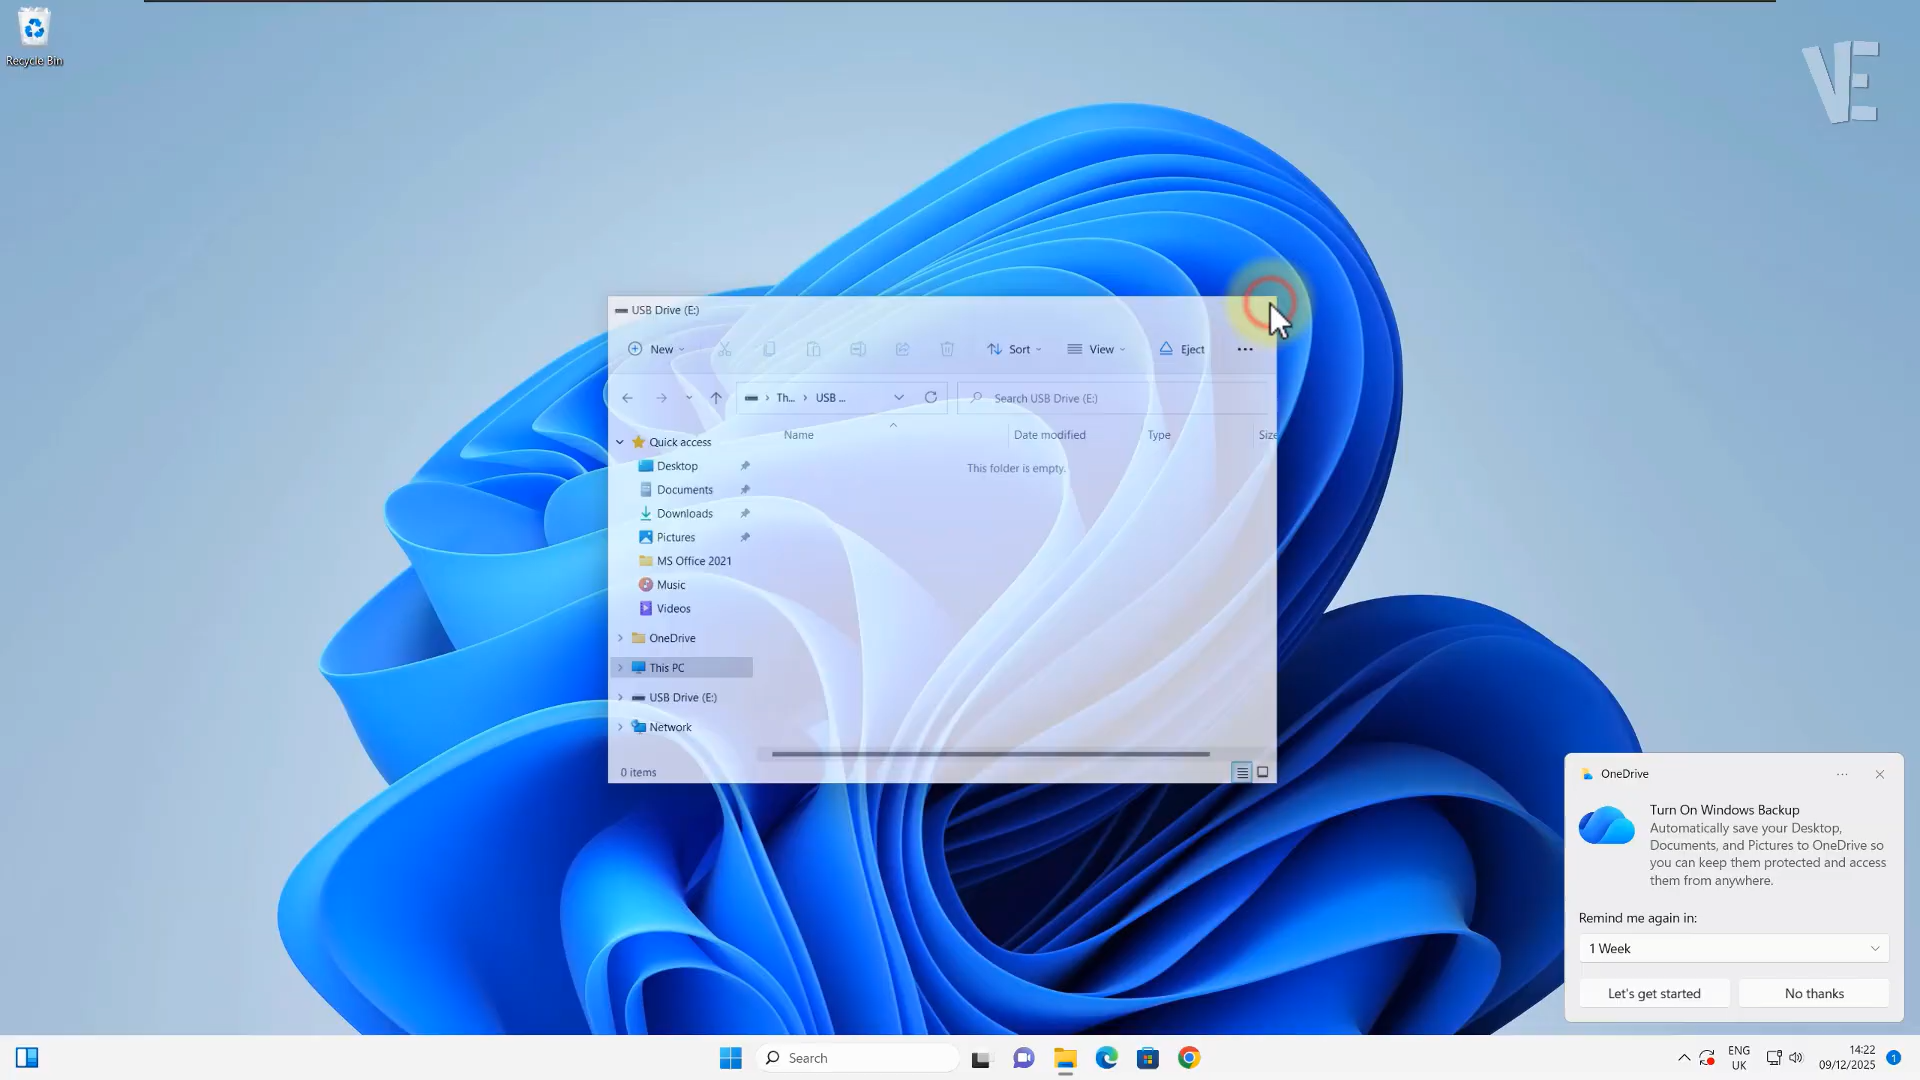 Recycle Bin
VE
USB Drive (E:)
New
Sort
View
Eject
Th...
USB ...
Search USB Drive (E:)
Name
Date modified
Type
Size
This folder is empty.
Quick access
Desktop
Documents
Downloads
Pictures
MS Office 2021
Music
Videos
OneDrive
This PC
USB Drive (E:)
Network
0 items
OneDrive
Turn On Windows Backup
Automatically save your Desktop,
Documents, and Pictures to OneDrive so
you can keep them protected and access
them from anywhere.
Remind me again in:
1 Week
Let's get started
No thanks
Search
ENG
UK
14:22
09/12/2025
1